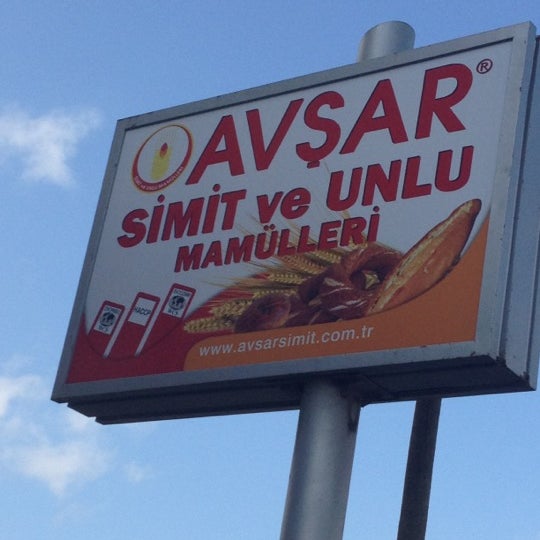 AVŞAR®
SİMİT ve UNLU
MAMÜLLERİ
HACCP
www.avsarsimit.com.tr